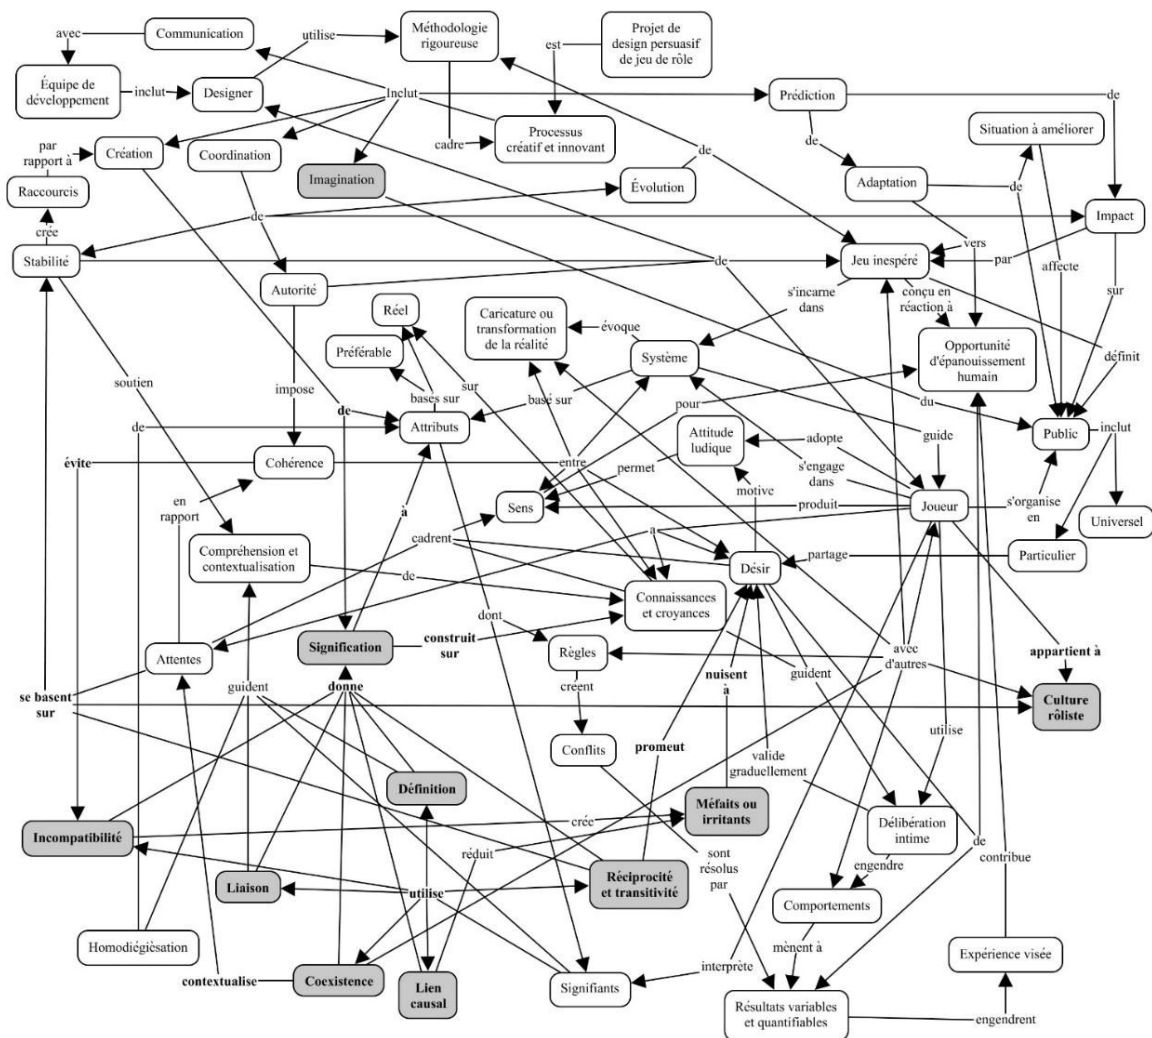 avec
Communication
utilise
Méthodologie
rigoureuse
est
Projet de
design persuasif
de jeu de rôle
Équipe de
développement
inclut
Designer
Inclut
Prédiction
de
cadre
Processus
créatif et innovant
de
Situation à améliorer
par
rapport à
Création
Coordination
Imagination
de
Évolution
Adaptation
de
Raccourcis
crée
de
Impact
Stabilité
de
Jeu inespéré
vers
par
affecte
sur
Autorité
Réel
Caricature ou
transformation
de la réalité
évoque
s'incarne
dans
conçu en
réaction à
Préférable
sur
Système
Opportunité
d'épanouissement
humain
définit
soutien
impose
basés sur
basé sur
pour
du
de
de
Attributs
Attitude
ludique
adopte
guide
Public
inclut
évite
Cohérence
entre
permet
s'engage
dans
motive
en
rapport
à
Sens
produit
Joueur
s'organise
en
Universel
Compréhension et
contextualisation
cadrent
a
Désir
partage
Particulier
de
Connaissances
et croyances
dont
Signification
construit
sur
Attentes
Règles
avec
d'autres
appartient à
se basent
sur
guident
donne
créent
nuisent
à
guident
Culture
rôliste
Conflits
promeut
valide
graduellement
utilise
Définition
Méfaits ou
irritants
Incompatibilité
crée
Délibération
intime
réduit
sont
résolus
par
de
contribue
engendre
Liaison
utilise
Réciprocité
et transitivité
Comportements
Homodiégièsation
mènent à
Expérience visée
contextualise
Coexistence
Lien
causal
Signifiants
interprète
Résultats variables
et quantifiables
engendrent